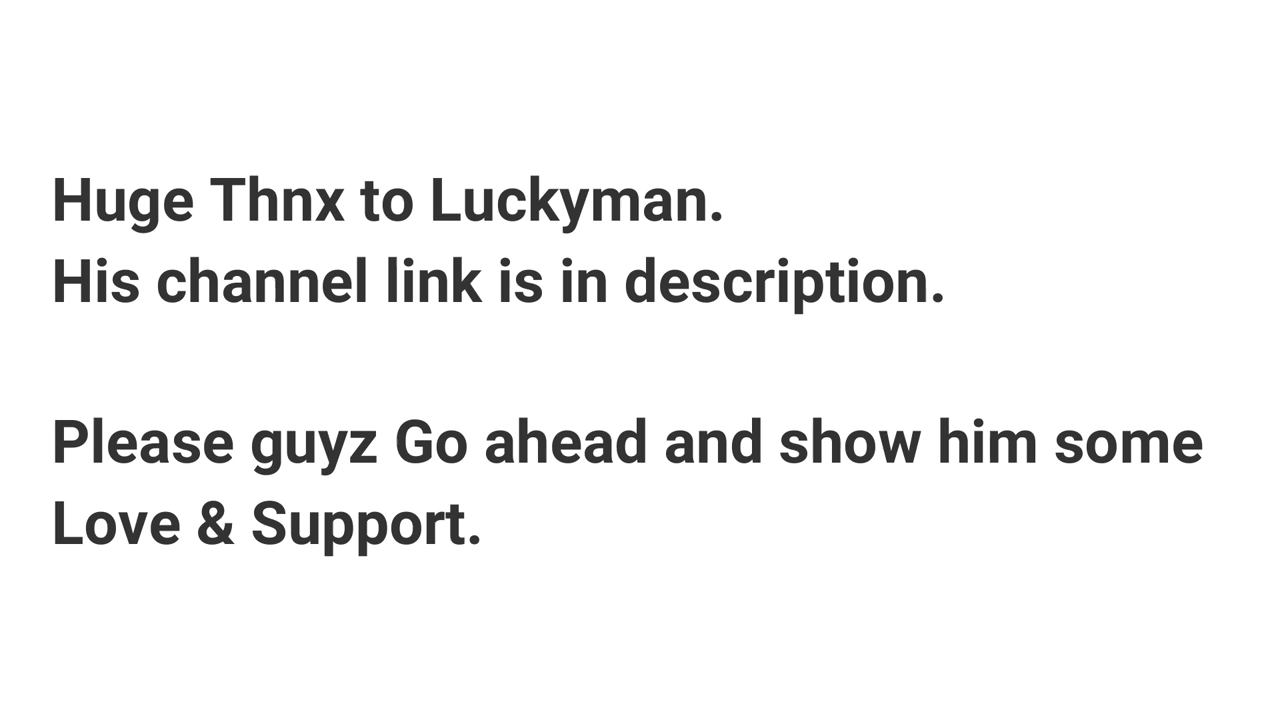 Huge Thnx to Luckyman.
His channel link is in description.
Please guyz Go ahead and show him some
Love & Support.